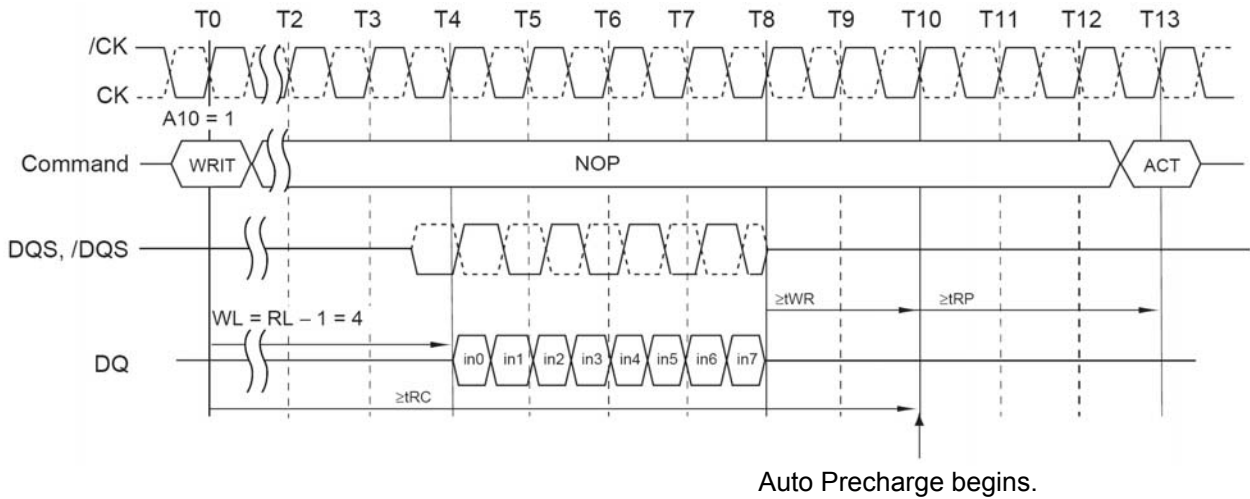 T0 T2 T3 T4 T5 T6 T7 T8 T9 T10 T11 T12 T13
/CK
CK
A10 = 1
Command WRIT NOP ACT
DQS, /DQS
≥tWR ≥tRP
WL = RL – 1 = 4
DQ in0 in1 in2 in3 in4 in5 in6 in7
≥tRC
Auto Precharge begins.